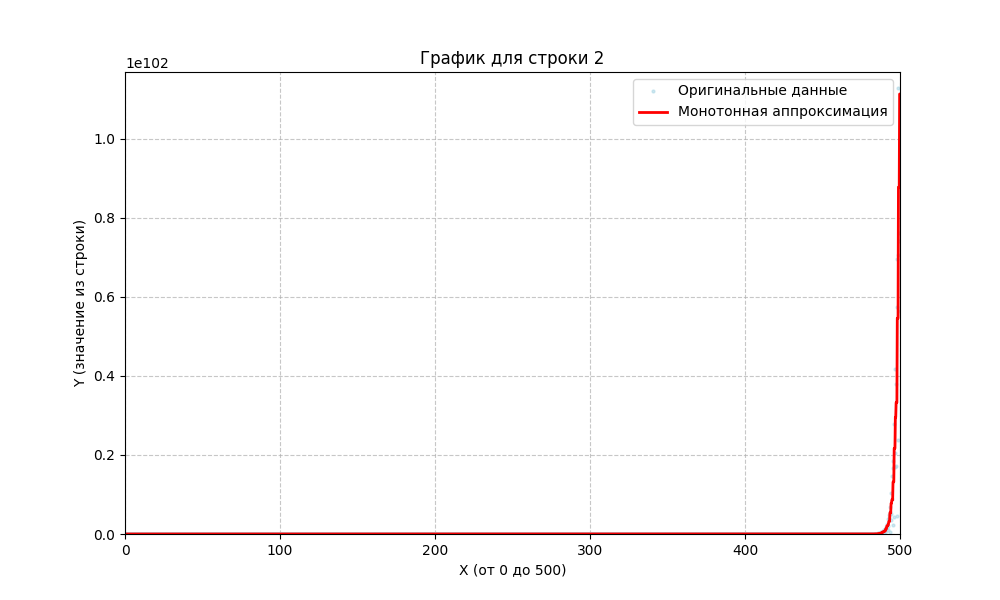 График для строки 2
1e102
Оригинальные данные
Монотонная аппроксимация
1.0
0.8
0.6
0.4
0.2
0.0
Y (значение из строки)
0 100 200 300 400 500
X (от 0 до 500)